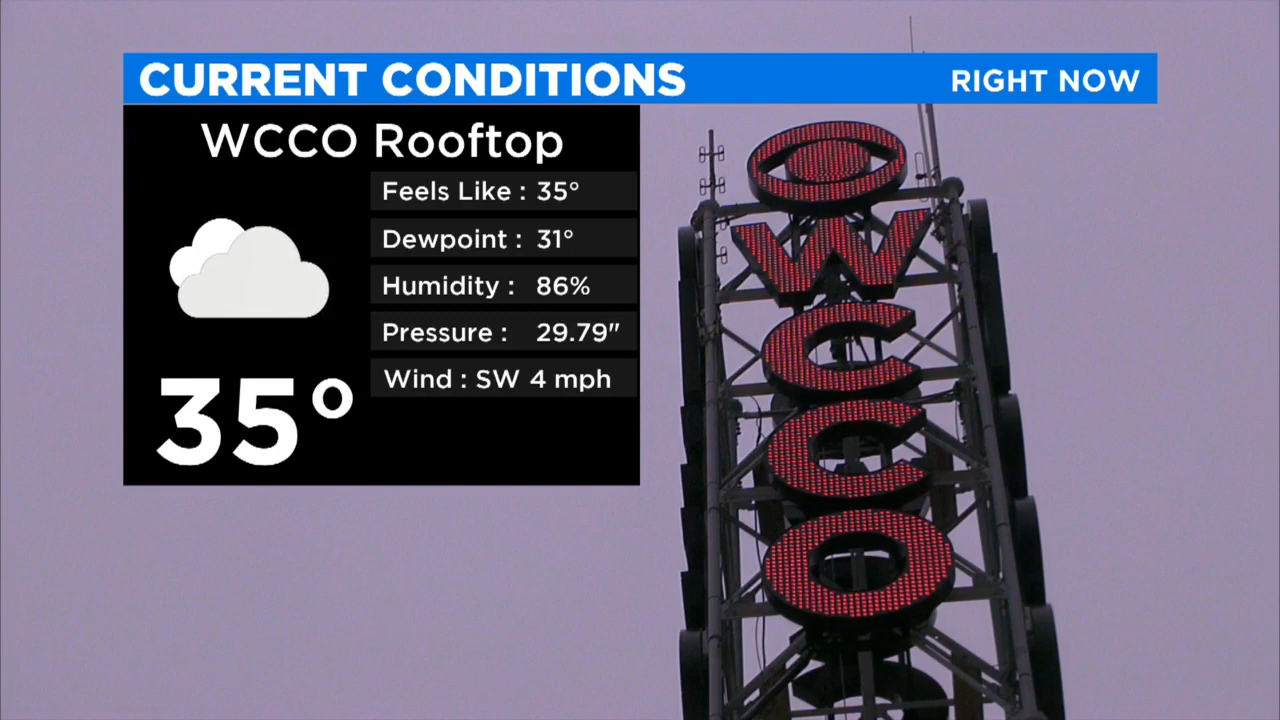 CURRENT CONDITIONS RIGHT NOW
WCCO Rooftop
Feels Like : 35°
Dewpoint : 31°
Humidity : 86%
Pressure : 29.79"
Wind : SW 4 mph
35°
W
C
C
O